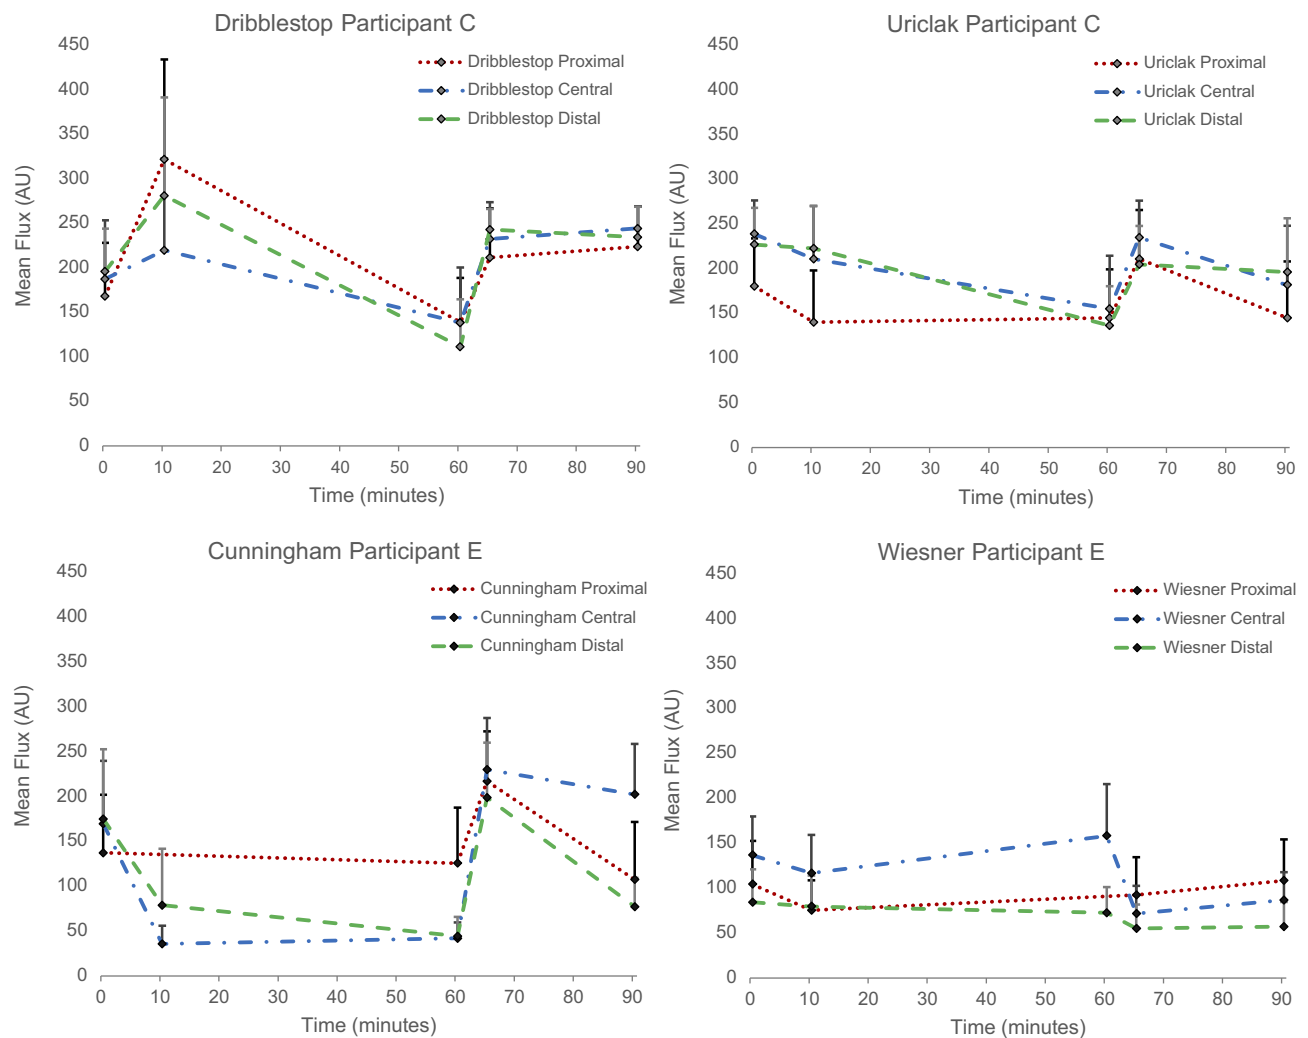 Dribblestop Participant C
450
400
350
300
250
200
150
100
50
0
Mean Flux (AU)
Dribblestop Proximal
Dribblestop Central
Dribblestop Distal
0 10 20 30 40 50 60 70 80 90
Time (minutes)
Uriclak Participant C
450
400
350
300
250
200
150
100
50
0
Mean Flux (AU)
Uriclak Proximal
Uriclak Central
Uriclak Distal
0 10 20 30 40 50 60 70 80 90
Time (minutes)
Cunningham Participant E
450
400
350
300
250
200
150
100
50
0
Mean Flux (AU)
Cunningham Proximal
Cunningham Central
Cunningham Distal
0 10 20 30 40 50 60 70 80 90
Time (minutes)
Wiesner Participant E
450
400
350
300
250
200
150
100
50
0
Mean Flux (AU)
Wiesner Proximal
Wiesner Central
Wiesner Distal
0 10 20 30 40 50 60 70 80 90
Time (minutes)